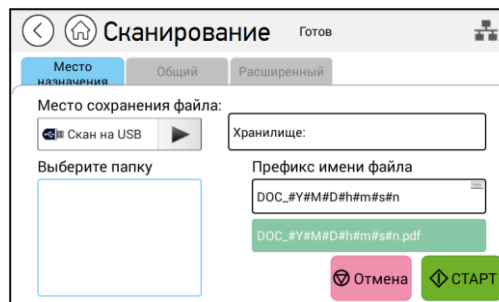 Сканирование Готов
Место назначения
Общий
Расширенный
Место сохранения файла:
Скан на USB
Хранилище:
Выберите папку
Префикс имени файла
DOC_#Y#M#D#h#m#s#n
DOC_#Y#M#D#h#m#s#n.pdf
Отмена
СТАРТ